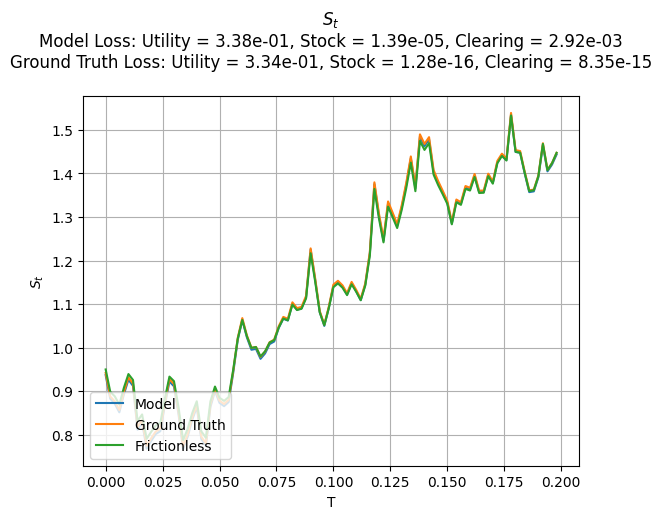 S_t
Model Loss: Utility = 3.38e-01, Stock = 1.39e-05, Clearing = 2.92e-03
Ground Truth Loss: Utility = 3.34e-01, Stock = 1.28e-16, Clearing = 8.35e-15
1.5
1.4
1.3
1.2
1.1
1.0
0.9
0.8
S_t
Model
Ground Truth
Frictionless
0.000 0.025 0.050 0.075 0.100 0.125 0.150 0.175 0.200
T